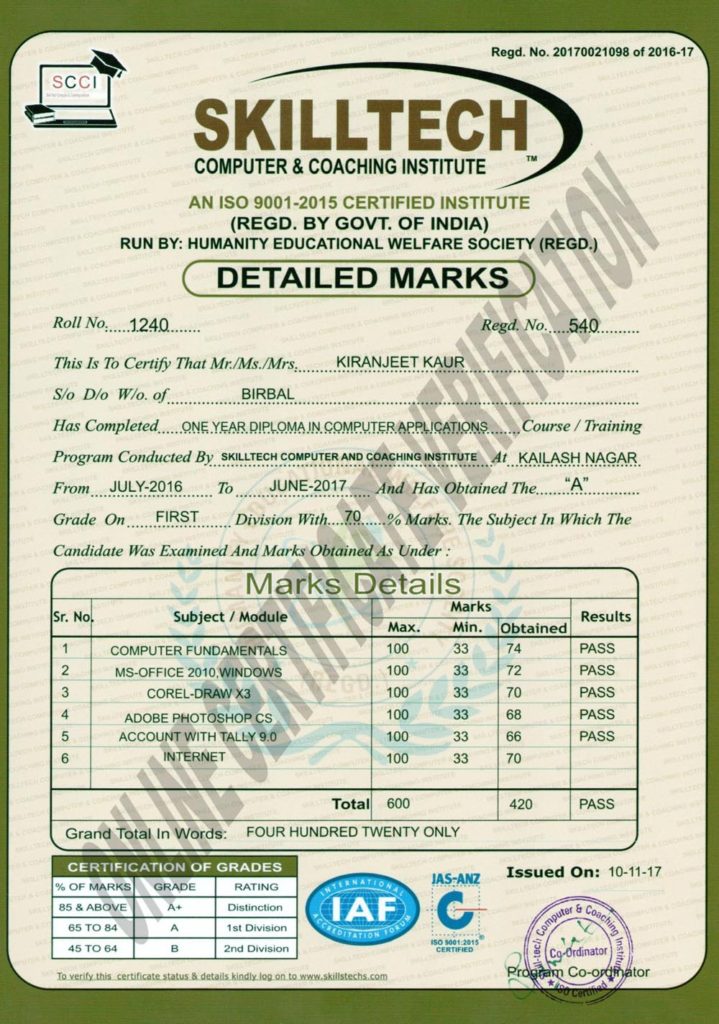 Regd. No. 20170021098 of 2016-17
SCCI
SKILLTECH ™
COMPUTER & COACHING INSTITUTE
AN ISO 9001-2015 CERTIFIED INSTITUTE
(REGD. BY GOVT. OF INDIA)
RUN BY: HUMANITY EDUCATIONAL WELFARE SOCIETY (REGD.)
DETAILED MARKS
Roll No. 1240 Regd. No. 540
This Is To Certify That Mr./Ms./Mrs. KIRANJEET KAUR
S/o D/o W/o. of BIRBAL
Has Completed ONE YEAR DIPLOMA IN COMPUTER APPLICATIONS Course / Training
Program Conducted By SKILLTECH COMPUTER AND COACHING INSTITUTE At KAILASH NAGAR
From JULY-2016 To JUNE-2017 And Has Obtained The "A"
Grade On FIRST Division With 70 % Marks. The Subject In Which The
Candidate Was Examined And Marks Obtained As Under :
Marks Details
Sr. No. Subject / Module Marks Results
Max. Min. Obtained
1 COMPUTER FUNDAMENTALS 100 33 74 PASS
2 MS-OFFICE 2010,WINDOWS 100 33 72 PASS
3 COREL-DRAW X3 100 33 70 PASS
4 ADOBE PHOTOSHOP CS 100 33 68 PASS
5 ACCOUNT WITH TALLY 9.0 100 33 66 PASS
6 INTERNET 100 33 70
Total 600 420 PASS
Grand Total In Words: FOUR HUNDRED TWENTY ONLY
ONLINE CERTIFICATE VERIFICATION
CERTIFICATION OF GRADES
% OF MARKS GRADE RATING
85 & ABOVE A+ Distinction
65 TO 84 A 1st Division
45 TO 64 B 2nd Division
INTERNATIONAL
IAF
ACCREDITATION FORUM
JAS-ANZ
C
ISO 9001:2015
CERTIFIED
Issued On: 10-11-17
Skill-tech Computer & Coaching Institute
Co-Ordinator
ISO Certified
Program Co-ordinator
To verify this certificate status & details kindly log on to www.skilltechs.com